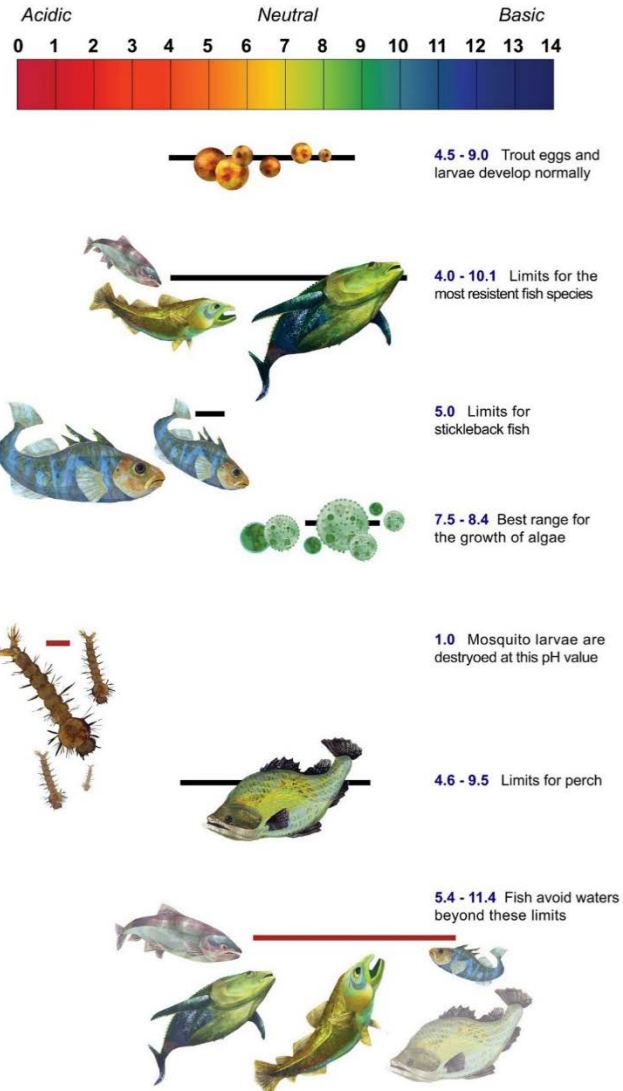 Acidic Neutral Basic
0 1 2 3 4 5 6 7 8 9 10 11 12 13 14
4.5 - 9.0 Trout eggs and
larvae develop normally
4.0 - 10.1 Limits for the
most resistent fish species
5.0 Limits for
stickleback fish
7.5 - 8.4 Best range for
the growth of algae
1.0 Mosquito larvae are
destryoed at this pH value
4.6 - 9.5 Limits for perch
5.4 - 11.4 Fish avoid waters
beyond these limits